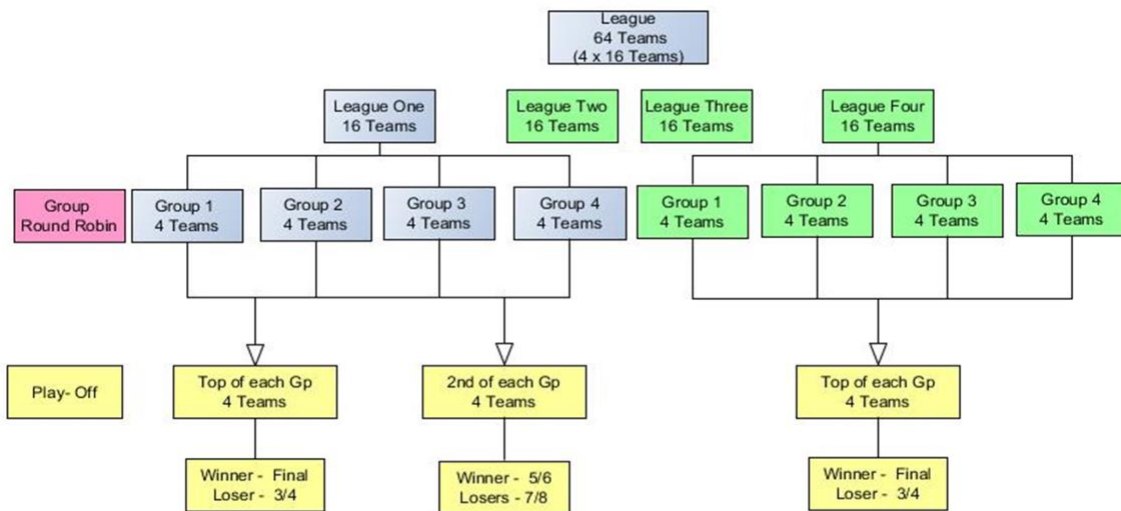 League
64 Teams
(4 x 16 Teams)
League One
16 Teams
League Two
16 Teams
League Three
16 Teams
League Four
16 Teams
Group
Round Robin
Group 1
4 Teams
Group 2
4 Teams
Group 3
4 Teams
Group 4
4 Teams
Group 1
4 Teams
Group 2
4 Teams
Group 3
4 Teams
Group 4
4 Teams
Play- Off
Top of each Gp
4 Teams
2nd of each Gp
4 Teams
Top of each Gp
4 Teams
Winner - Final
Loser - 3/4
Winner - 5/6
Losers - 7/8
Winner - Final
Loser - 3/4